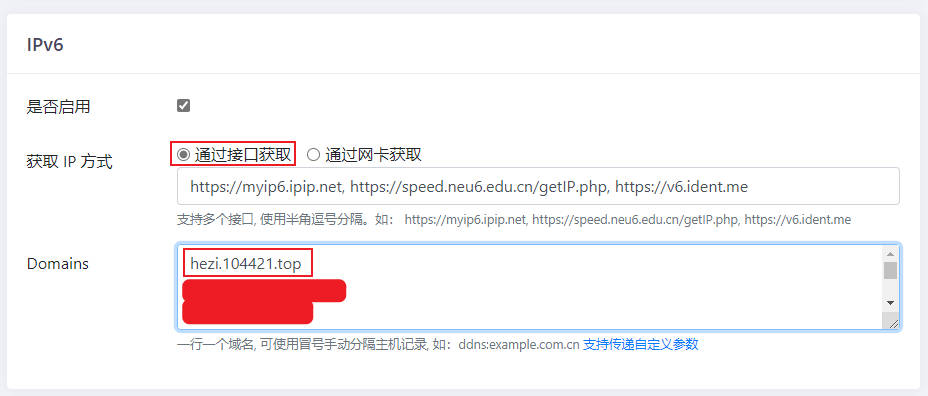 IPv6
是否启用
获取 IP 方式
通过接口获取 通过网卡获取
https://myip6.ipip.net, https://speed.neu6.edu.cn/getIP.php, https://v6.ident.me
支持多个接口, 使用半角逗号分隔。如： https://myip6.ipip.net, https://speed.neu6.edu.cn/getIP.php, https://v6.ident.me
Domains
hezi.104421.top
一行一个域名, 可使用冒号手动分隔主机记录, 如：ddns:example.com.cn 支持传递自定义参数